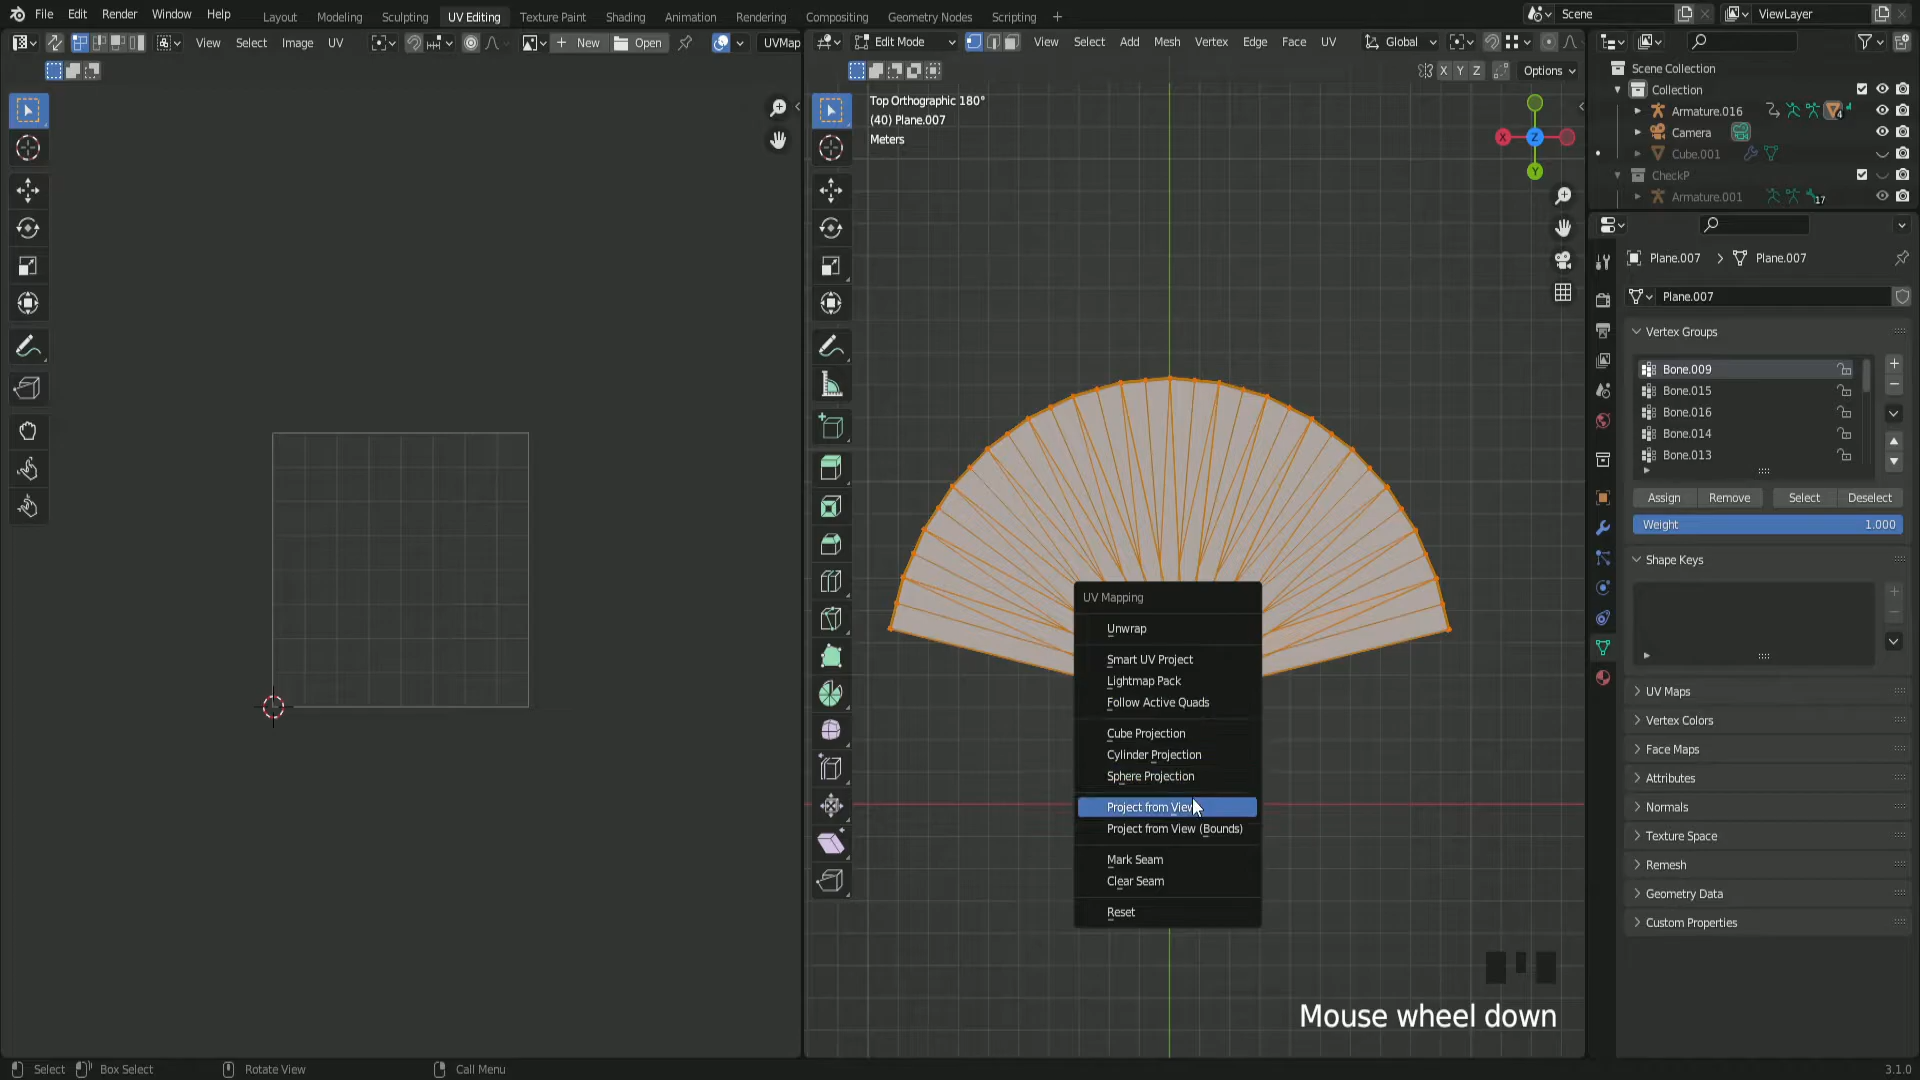 File Edit Render Window Help
Layout Modeling Sculpting UV Editing Texture Paint Shading Animation Rendering Compositing Geometry Nodes Scripting +
Scene
ViewLayer
View Select Image UV
New
Open
UVMap
Edit Mode
View Select Add Mesh Vertex Edge Face UV
Global
X Y Z
Options
Top Orthographic 180°
(40) Plane.007
Meters
X
Z
Y
UV Mapping
Unwrap
Smart UV Project
Lightmap Pack
Follow Active Quads
Cube Projection
Cylinder Projection
Sphere Projection
Project from View
Project from View (Bounds)
Mark Seam
Clear Seam
Reset
Mouse wheel down
Scene Collection
Collection
Armature.016
4
Camera
Cube.001
CheckP
Armature.001
17
Plane.007 > Plane.007
Plane.007
Vertex Groups
Bone.009
Bone.015
Bone.016
Bone.014
Bone.013
Assign Remove Select Deselect
Weight 1.000
Shape Keys
UV Maps
Vertex Colors
Face Maps
Attributes
Normals
Texture Space
Remesh
Geometry Data
Custom Properties
Select Box Select Rotate View Call Menu
3.1.0